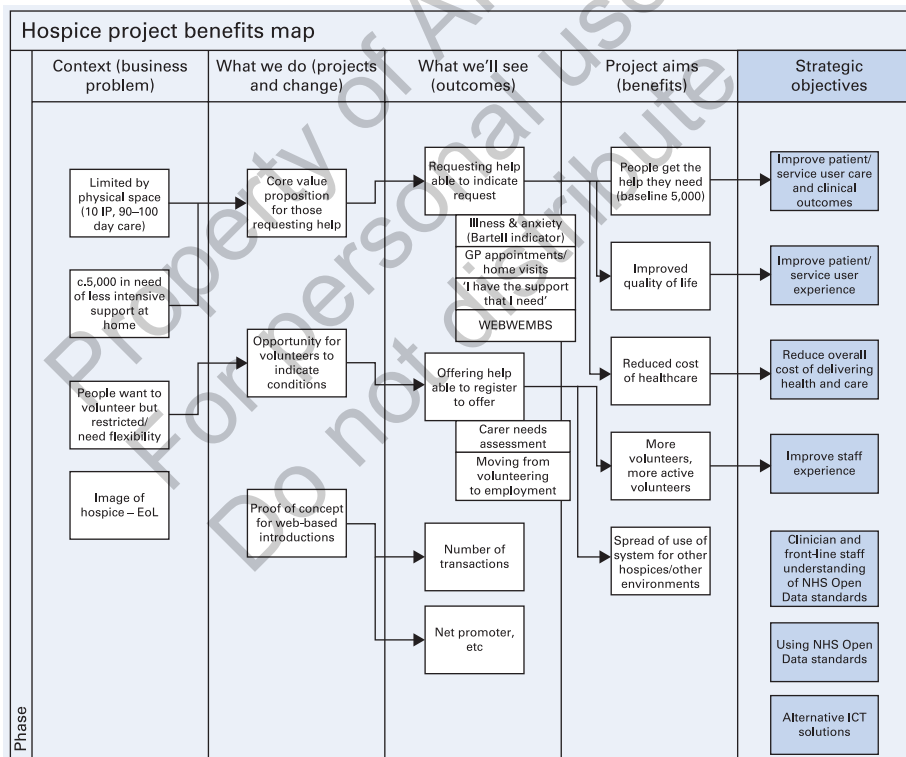 Hospice project benefits map
Context (business
problem)
What we do (projects
and change)
What we'll see
(outcomes)
Project aims
(benefits)
Strategic
objectives
Limited by
physical space
(10 IP, 90–100
day care)
c.5,000 in need
of less intensive
support at
home
People want to
volunteer but
restricted/
need flexibility
Image of
hospice – EoL
Core value
proposition
for those
requesting help
Opportunity for
volunteers to
indicate
conditions
Proof of concept
for web-based
introductions
Requesting help
able to indicate
request
Illness & anxiety
(Bartell indicator)
GP appointments/
home visits
'I have the support
that I need'
WEBWEMBS
Offering help
able to register
to offer
Carer needs
assessment
Moving from
volunteering
to employment
Number of
transactions
Net promoter,
etc
People get the
help they need
(baseline 5,000)
Improved
quality of life
Reduced cost
of healthcare
More
volunteers,
more active
volunteers
Spread of use of
system for other
hospices/other
environments
Improve patient/
service user care
and clinical
outcomes
Improve patient/
service user
experience
Reduce overall
cost of delivering
health and care
Improve staff
experience
Clinician and
front-line staff
understanding
of NHS Open
Data standards
Using NHS Open
Data standards
Alternative ICT
solutions
Phase
Property of A
For personal use
Do not distribute